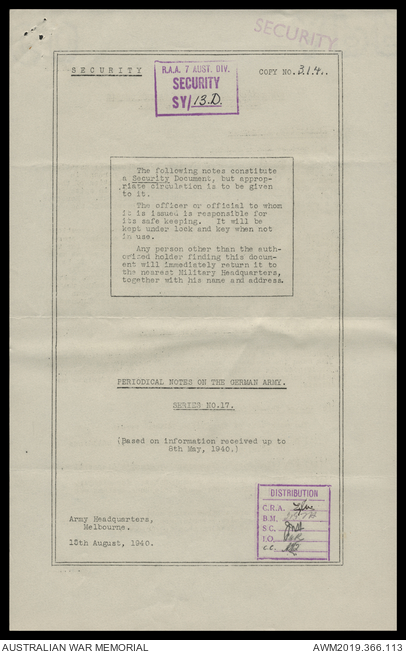 SECURITY
R.A.A. 7 AUST. DIV.
SECURITY
SY/13.D.
SECURITY
COPY NO. 314..
The following notes constitute
a Security Document, but approp-
riate circulation is to be given
to it.
The officer or official to whom
it is issued is responsible for
its safe keeping. It will be
kept under lock and key when not
in use.
Any person other than the auth-
orized holder finding this docum-
ent will immediately return it to
the nearest Military Headquarters,
together with his name and address.
PERIODICAL NOTES ON THE GERMAN ARMY.
SERIES NO.17.
(Based on information received up to
8th May, 1940.)
Army Headquarters,
Melbourne.
15th August, 1940.
DISTRIBUTION
C.R.A.
B.M.
S.C.
I.O.
C.C.
AUSTRALIAN WAR MEMORIAL
AWM2019.366.113